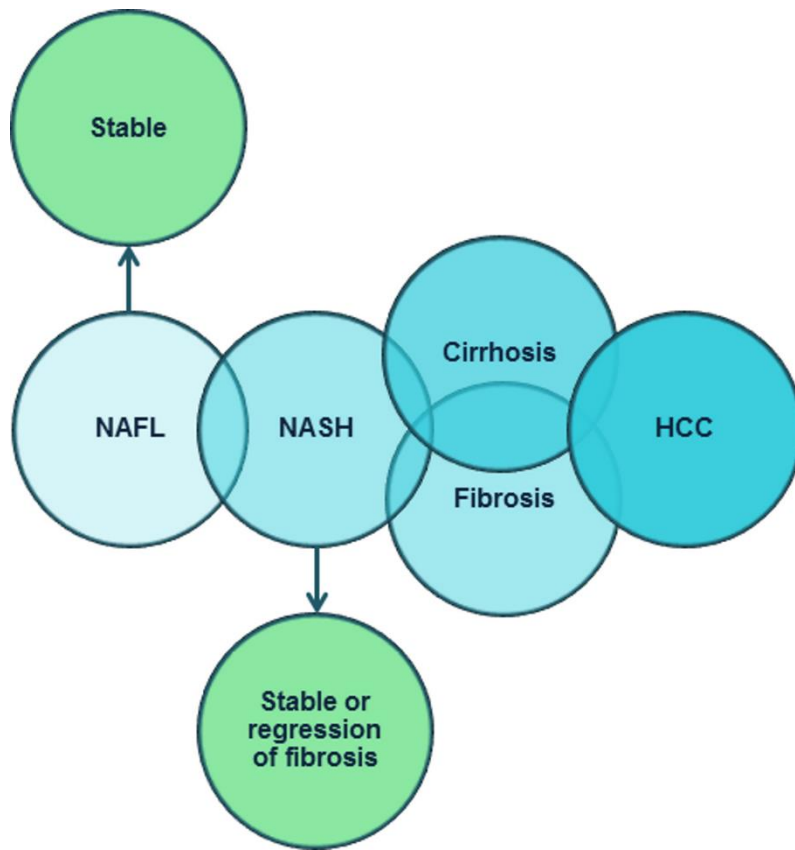 Stable
NAFL
NASH
Cirrhosis
Fibrosis
HCC
Stable or
regression
of fibrosis